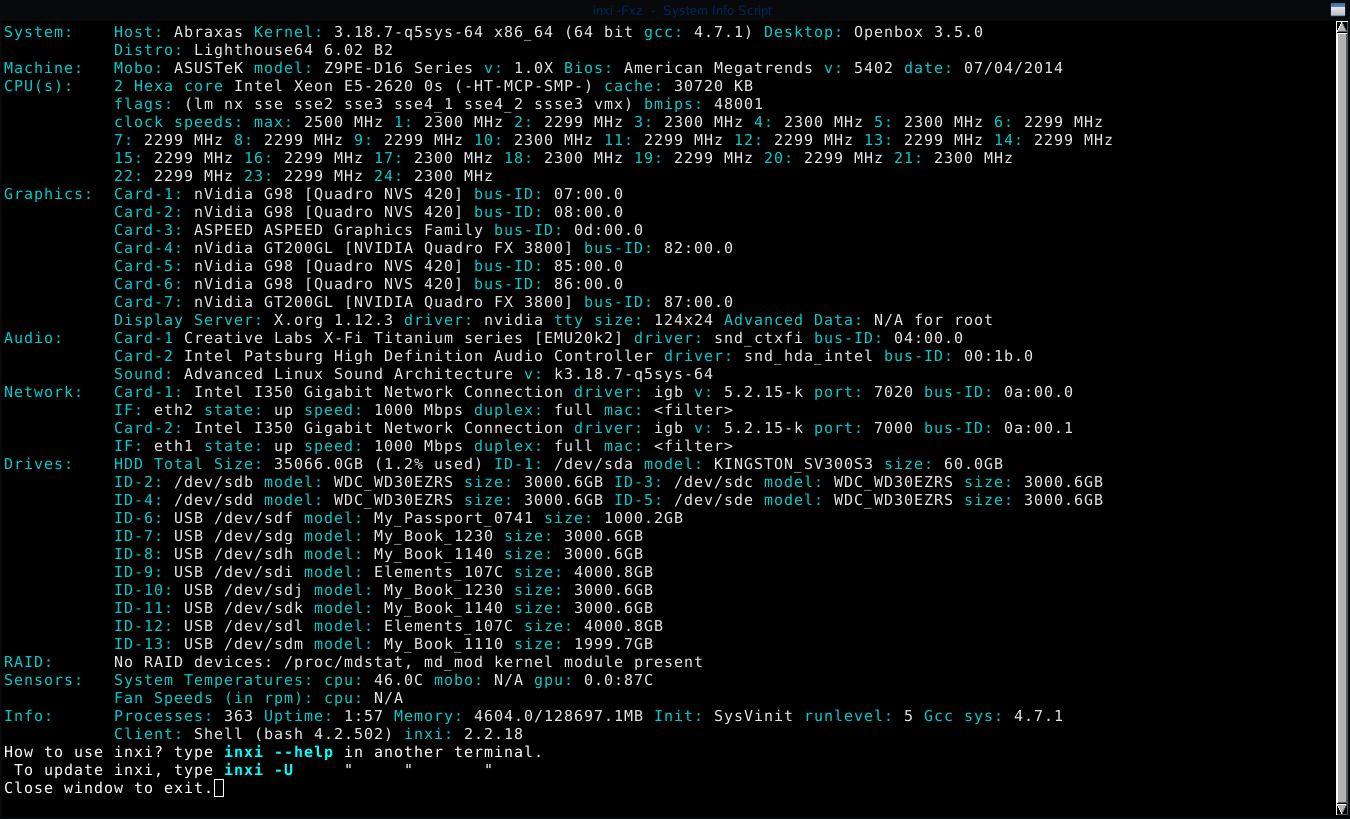 inxi -Fxz - System Info Script
System: Host: Abraxas Kernel: 3.18.7-q5sys-64 x86_64 (64 bit gcc: 4.7.1) Desktop: Openbox 3.5.0
Distro: Lighthouse64 6.02 B2
Machine: Mobo: ASUSTeK model: Z9PE-D16 Series v: 1.0X Bios: American Megatrends v: 5402 date: 07/04/2014
CPU(s): 2 Hexa core Intel Xeon E5-2620 0s (-HT-MCP-SMP-) cache: 30720 KB
flags: (lm nx sse sse2 sse3 sse4_1 sse4_2 ssse3 vmx) bmips: 48001
clock speeds: max: 2500 MHz 1: 2300 MHz 2: 2299 MHz 3: 2300 MHz 4: 2300 MHz 5: 2300 MHz 6: 2299 MHz
7: 2299 MHz 8: 2299 MHz 9: 2299 MHz 10: 2300 MHz 11: 2299 MHz 12: 2299 MHz 13: 2299 MHz 14: 2299 MHz
15: 2299 MHz 16: 2299 MHz 17: 2300 MHz 18: 2300 MHz 19: 2299 MHz 20: 2299 MHz 21: 2300 MHz
22: 2299 MHz 23: 2299 MHz 24: 2300 MHz
Graphics: Card-1: nVidia G98 [Quadro NVS 420] bus-ID: 07:00.0
Card-2: nVidia G98 [Quadro NVS 420] bus-ID: 08:00.0
Card-3: ASPEED ASPEED Graphics Family bus-ID: 0d:00.0
Card-4: nVidia GT200GL [NVIDIA Quadro FX 3800] bus-ID: 82:00.0
Card-5: nVidia G98 [Quadro NVS 420] bus-ID: 85:00.0
Card-6: nVidia G98 [Quadro NVS 420] bus-ID: 86:00.0
Card-7: nVidia GT200GL [NVIDIA Quadro FX 3800] bus-ID: 87:00.0
Display Server: X.org 1.12.3 driver: nvidia tty size: 124x24 Advanced Data: N/A for root
Audio: Card-1 Creative Labs X-Fi Titanium series [EMU20k2] driver: snd_ctxfi bus-ID: 04:00.0
Card-2 Intel Patsburg High Definition Audio Controller driver: snd_hda_intel bus-ID: 00:1b.0
Sound: Advanced Linux Sound Architecture v: k3.18.7-q5sys-64
Network: Card-1: Intel I350 Gigabit Network Connection driver: igb v: 5.2.15-k port: 7020 bus-ID: 0a:00.0
IF: eth2 state: up speed: 1000 Mbps duplex: full mac: <filter>
Card-2: Intel I350 Gigabit Network Connection driver: igb v: 5.2.15-k port: 7000 bus-ID: 0a:00.1
IF: eth1 state: up speed: 1000 Mbps duplex: full mac: <filter>
Drives: HDD Total Size: 35066.0GB (1.2% used) ID-1: /dev/sda model: KINGSTON_SV300S3 size: 60.0GB
ID-2: /dev/sdb model: WDC_WD30EZRS size: 3000.6GB ID-3: /dev/sdc model: WDC_WD30EZRS size: 3000.6GB
ID-4: /dev/sdd model: WDC_WD30EZRS size: 3000.6GB ID-5: /dev/sde model: WDC_WD30EZRS size: 3000.6GB
ID-6: USB /dev/sdf model: My_Passport_0741 size: 1000.2GB
ID-7: USB /dev/sdg model: My_Book_1230 size: 3000.6GB
ID-8: USB /dev/sdh model: My_Book_1140 size: 3000.6GB
ID-9: USB /dev/sdi model: Elements_107C size: 4000.8GB
ID-10: USB /dev/sdj model: My_Book_1230 size: 3000.6GB
ID-11: USB /dev/sdk model: My_Book_1140 size: 3000.6GB
ID-12: USB /dev/sdl model: Elements_107C size: 4000.8GB
ID-13: USB /dev/sdm model: My_Book_1110 size: 1999.7GB
RAID: No RAID devices: /proc/mdstat, md_mod kernel module present
Sensors: System Temperatures: cpu: 46.0C mobo: N/A gpu: 0.0:87C
Fan Speeds (in rpm): cpu: N/A
Info: Processes: 363 Uptime: 1:57 Memory: 4604.0/128697.1MB Init: SysVinit runlevel: 5 Gcc sys: 4.7.1
Client: Shell (bash 4.2.502) inxi: 2.2.18
How to use inxi? type inxi --help in another terminal.
To update inxi, type inxi -U " " "
Close window to exit.